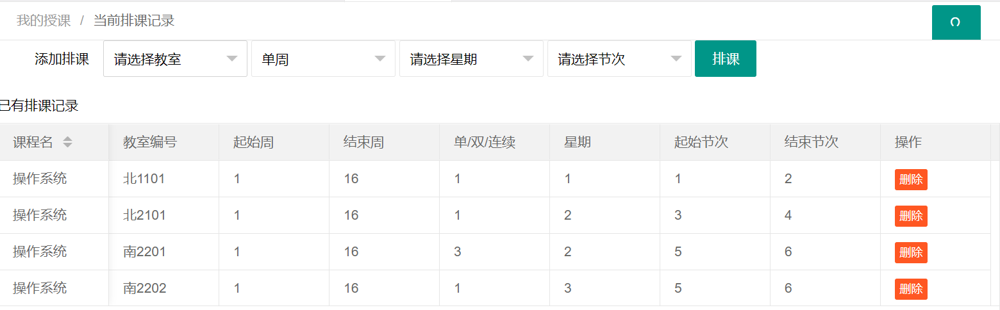 我的授课 / 当前排课记录
添加排课 请选择教室 单周 请选择星期 请选择节次 排课
已有排课记录
课程名 教室编号 起始周 结束周 单/双/连续 星期 起始节次 结束节次 操作
操作系统 北1101 1 16 1 1 1 2 删除
操作系统 北2101 1 16 1 2 3 4 删除
操作系统 南2201 1 16 3 2 5 6 删除
操作系统 南2202 1 16 1 3 5 6 删除